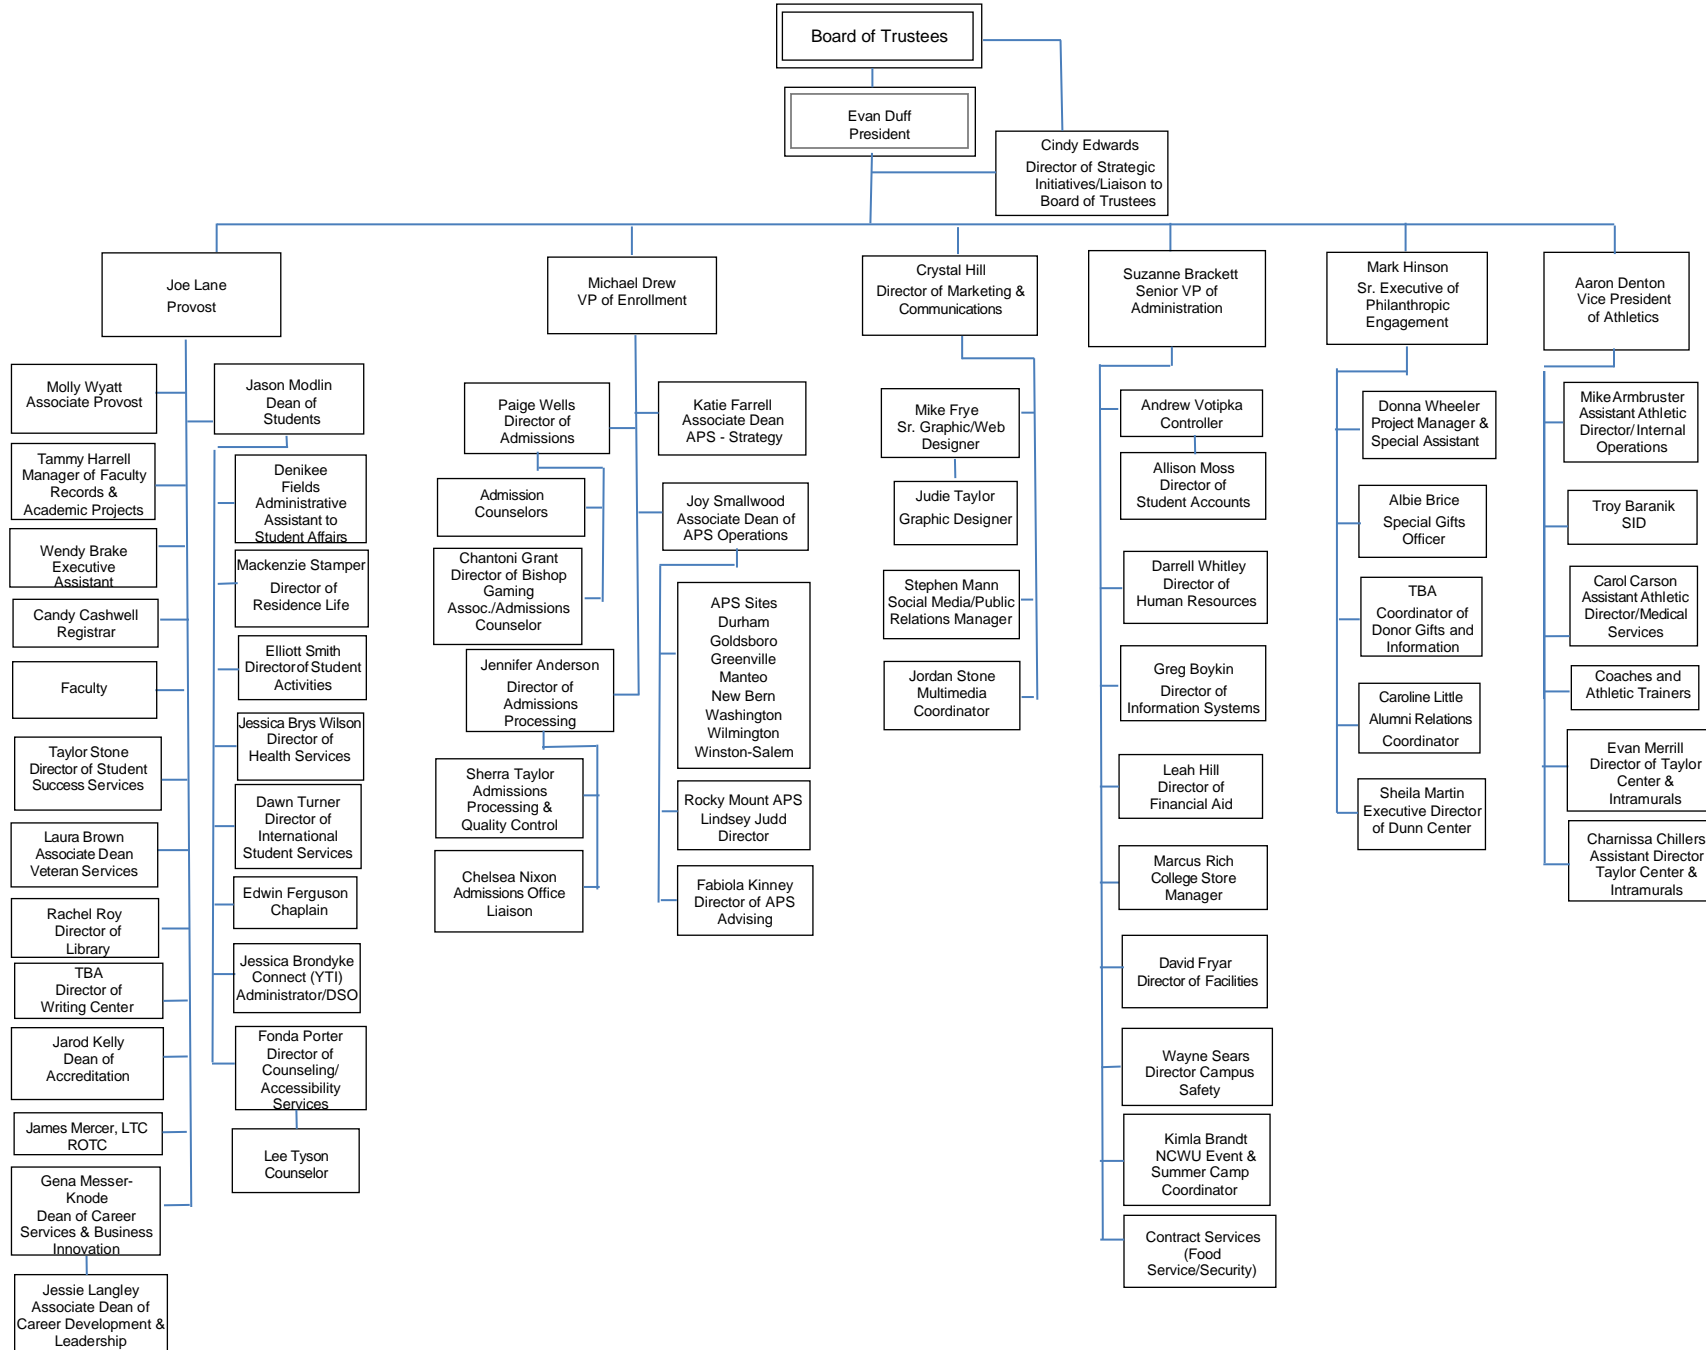 Board of Trustees
Evan Duff
President
Cindy Edwards
Director of Strategic
Initiatives/Liaison to
Board of Trustees
Joe Lane
Provost
Michael Drew
VP of Enrollment
Crystal Hill
Director of Marketing &
Communications
Suzanne Brackett
Senior VP of
Administration
Mark Hinson
Sr. Executive of
Philanthropic
Engagement
Aaron Denton
Vice President
of Athletics
Molly Wyatt
Associate Provost
Tammy Harrell
Manager of Faculty
Records &
Academic Projects
Wendy Brake
Executive
Assistant
Candy Cashwell
Registrar
Faculty
Taylor Stone
Director of Student
Success Services
Laura Brown
Associate Dean
Veteran Services
Rachel Roy
Director of
Library
TBA
Director of
Writing Center
Jarod Kelly
Dean of
Accreditation
James Mercer, LTC
ROTC
Gena Messer-
Knode
Dean of Career
Services & Business
Innovation
Jessie Langley
Associate Dean of
Career Development &
Leadership
Jason Modlin
Dean of
Students
Denikee
Fields
Administrative
Assistant to
Student Affairs
Mackenzie Stamper
Director of
Residence Life
Elliott Smith
Director of Student
Activities
Jessica Brys Wilson
Director of
Health Services
Dawn Turner
Director of
International
Student Services
Edwin Ferguson
Chaplain
Jessica Brondyke
Connect (YTI)
Administrator/DSO
Fonda Porter
Director of
Counseling/
Accessibility
Services
Lee Tyson
Counselor
Paige Wells
Director of
Admissions
Admission
Counselors
Chantoni Grant
Director of Bishop
Gaming
Assoc./Admissions
Counselor
Jennifer Anderson
Director of
Admissions
Processing
Sherra Taylor
Admissions
Processing &
Quality Control
Chelsea Nixon
Admissions Office
Liaison
Katie Farrell
Associate Dean
APS - Strategy
Joy Smallwood
Associate Dean of
APS Operations
APS Sites
Durham
Goldsboro
Greenville
Manteo
New Bern
Washington
Wilmington
Winston-Salem
Rocky Mount APS
Lindsey Judd
Director
Fabiola Kinney
Director of APS
Advising
Mike Frye
Sr. Graphic/Web
Designer
Judie Taylor
Graphic Designer
Stephen Mann
Social Media/Public
Relations Manager
Jordan Stone
Multimedia
Coordinator
Andrew Votipka
Controller
Allison Moss
Director of
Student Accounts
Darrell Whitley
Director of
Human Resources
Greg Boykin
Director of
Information Systems
Leah Hill
Director of
Financial Aid
Marcus Rich
College Store
Manager
David Fryar
Director of Facilities
Wayne Sears
Director Campus
Safety
Kimla Brandt
NCWU Event &
Summer Camp
Coordinator
Contract Services
(Food
Service/Security)
Donna Wheeler
Project Manager &
Special Assistant
Albie Brice
Special Gifts
Officer
TBA
Coordinator of
Donor Gifts and
Information
Caroline Little
Alumni Relations
Coordinator
Sheila Martin
Executive Director
of Dunn Center
Mike Armbruster
Assistant Athletic
Director/ Internal
Operations
Troy Baranik
SID
Carol Carson
Assistant Athletic
Director/Medical
Services
Coaches and
Athletic Trainers
Evan Merrill
Director of Taylor
Center &
Intramurals
Charnissa Chillers
Assistant Director
Taylor Center &
Intramurals